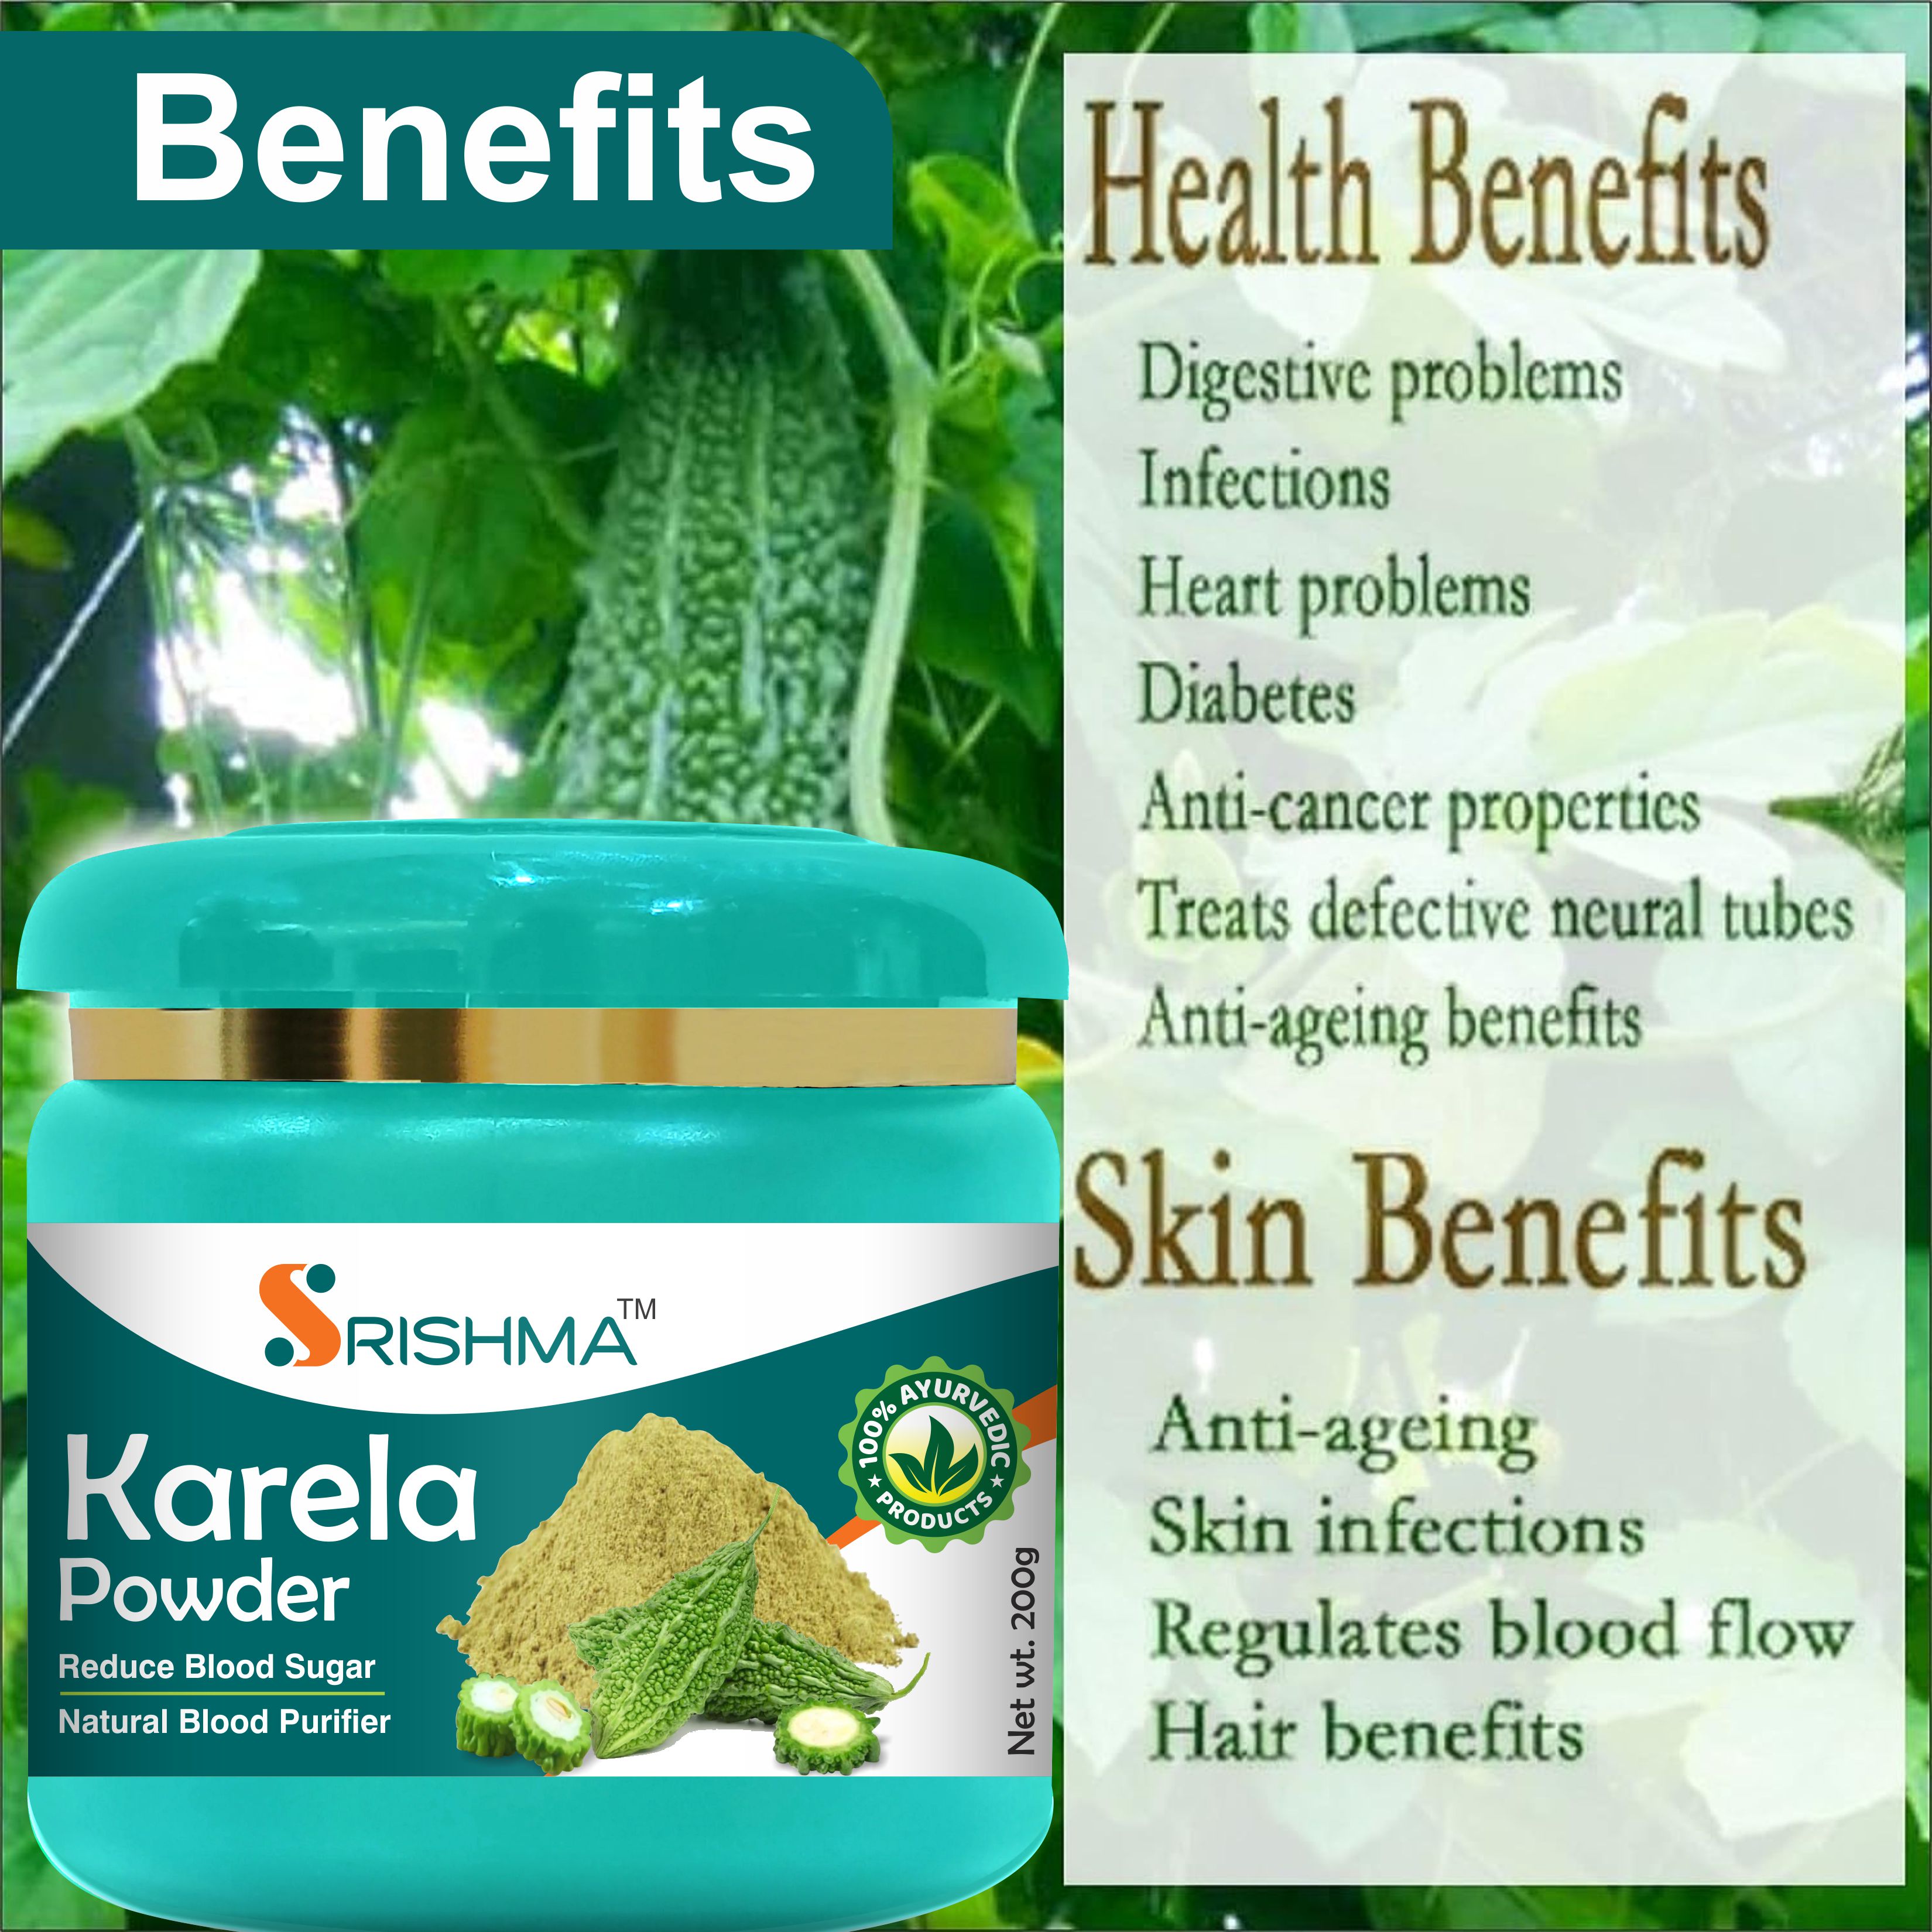 Benefits
Health Benefits
Digestive problems
Infections
Heart problems
Diabetes
Anti-cancer properties
Treats defective neural tubes
Anti-ageing benefits
Skin Benefits
Anti-ageing
Skin infections
Regulates blood flow
Hair benefits
SRISHMA™
100% AYURVEDIC
PRODUCTS
Karela
Powder
Reduce Blood Sugar
Natural Blood Purifier
Net wt. 200g